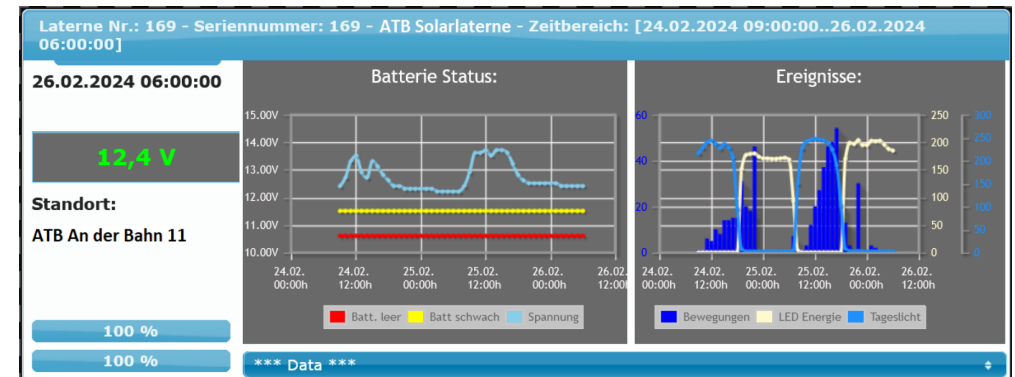 Laterne Nr.: 169 - Seriennummer: 169 - ATB Solarlaterne - Zeitbereich: [24.02.2024 09:00:00..26.02.2024
06:00:00]
26.02.2024 06:00:00
12,4 V
Standort:
ATB An der Bahn 11
100 %
100 %
Batterie Status:
15.00V
14.00V
13.00V
12.00V
11.00V
10.00V
24.02. 24.02. 25.02. 25.02. 26.02. 26.02
00:00h 12:00h 00:00h 12:00h 00:00h 12:00
Batt. leer Batt schwach Spannung
Ereignisse:
60 250 300
250
200
40 200
150
150
20 100
100
50 50
0 0 0
24.02. 24.02. 25.02. 25.02. 26.02. 26.02.
00:00h 12:00h 00:00h 12:00h 00:00h 12:00h
Bewegungen LED Energie Tageslicht
*** Data ***